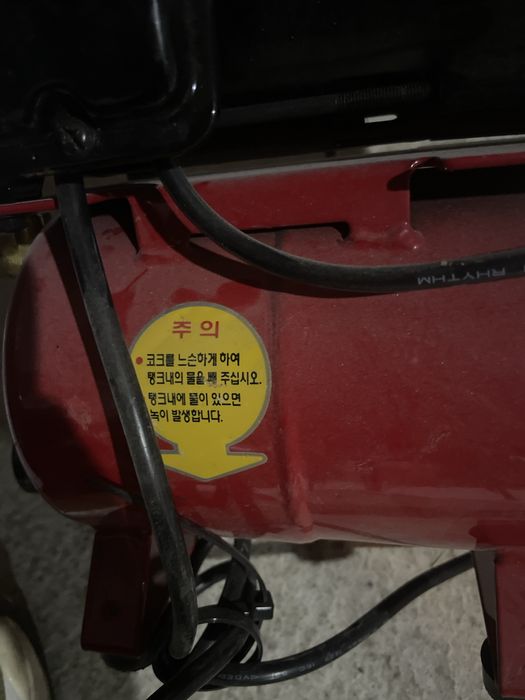 주의
코크를 느슨하게 하여
탱크내의 물을 빼 주십시오.
탱크내에 물이 있으면
녹이 발생합니다.
RHYTHM